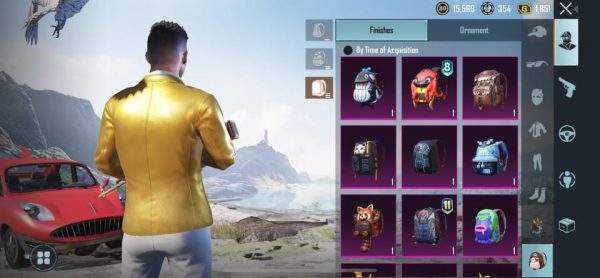 BP 15,569 354 G 1,851
Finishes Ornament
By Time of Acquisition
8
1 1 1
1 1 1
1 1 1